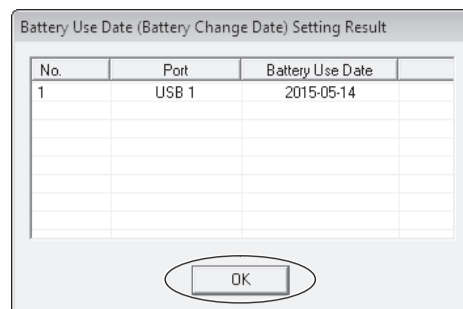 Battery Use Date (Battery Change Date) Setting Result
No. Port Battery Use Date
1 USB 1 2015-05-14
OK